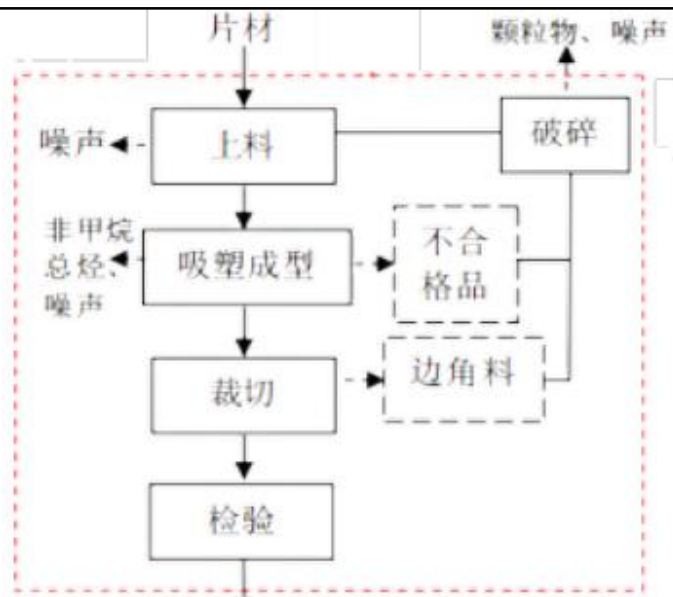 片材
颗粒物、噪声
噪声
上料
破碎
非甲烷
总烃、
噪声
吸塑成型
不合
格品
裁切
边角料
检验